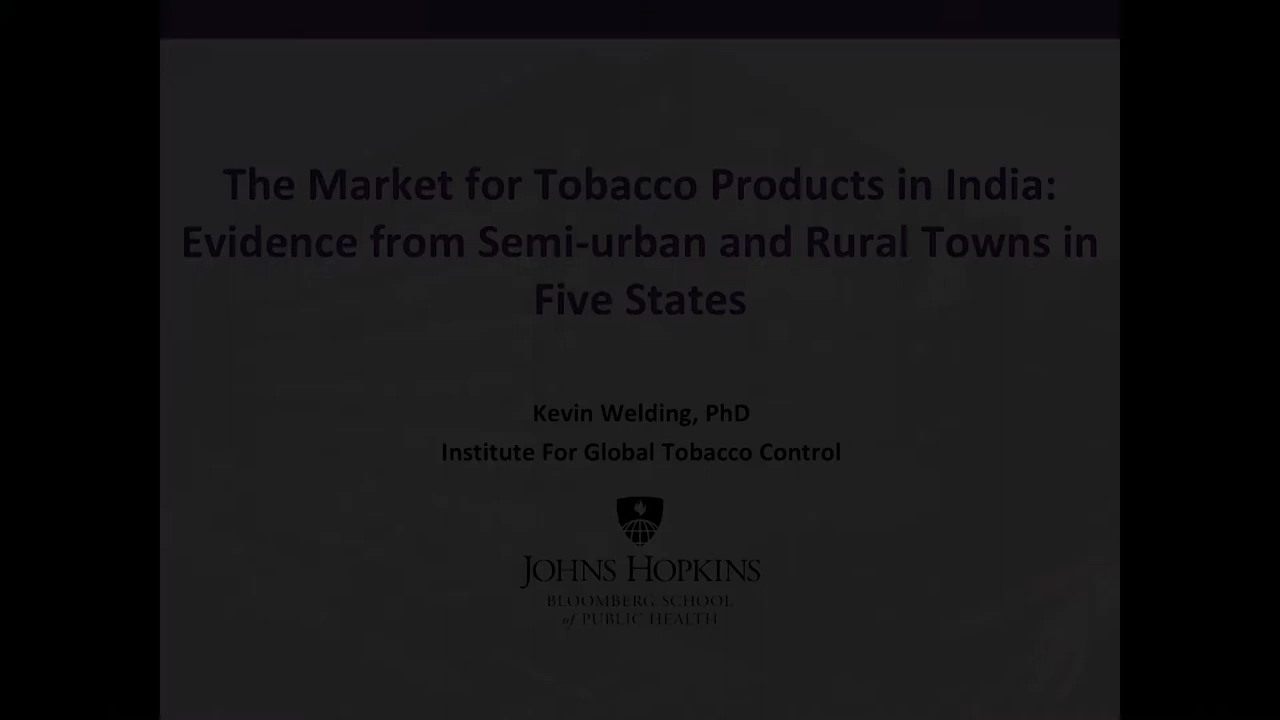 The Market for Tobacco Products in India:
Evidence from Semi-urban and Rural Towns in
Five States
Kevin Welding, PhD
Institute For Global Tobacco Control
JOHNS HOPKINS
BLOOMBERG SCHOOL
of PUBLIC HEALTH